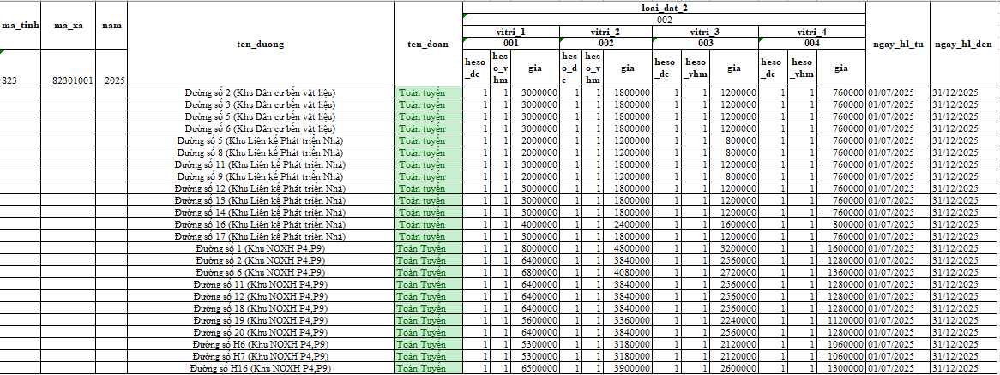 loai_dat_2
002
ma_tinh ma_xa nam ten_duong ten_doan vitri_1 vitri_2 vitri_3 vitri_4 ngay_hl_tu ngay_hl_den
001 002 003 004
heso_dc heso_vhm gia heso_dc heso_vhm gia heso_dc heso_vhm gia heso_dc heso_vhm gia
823 82301001 2025
Đường số 2 (Khu Dân cư bến vật liệu) Toàn tuyến 1 1 3000000 1 1 1800000 1 1 1200000 1 1 760000 01/07/2025 31/12/2025
Đường số 3 (Khu Dân cư bến vật liệu) Toàn tuyến 1 1 3000000 1 1 1800000 1 1 1200000 1 1 760000 01/07/2025 31/12/2025
Đường số 5 (Khu Dân cư bến vật liệu) Toàn tuyến 1 1 3000000 1 1 1800000 1 1 1200000 1 1 760000 01/07/2025 31/12/2025
Đường số 6 (Khu Dân cư bến vật liệu) Toàn tuyến 1 1 3000000 1 1 1800000 1 1 1200000 1 1 760000 01/07/2025 31/12/2025
Đường số 5 (Khu Liên kế Phát triển Nhà) Toàn tuyến 1 1 2000000 1 1 1200000 1 1 800000 1 1 760000 01/07/2025 31/12/2025
Đường số 8 (Khu Liên kế Phát triển Nhà) Toàn tuyến 1 1 2000000 1 1 1200000 1 1 800000 1 1 760000 01/07/2025 31/12/2025
Đường số 11 (Khu Liên kế Phát triển Nhà) Toàn tuyến 1 1 3000000 1 1 1800000 1 1 1200000 1 1 760000 01/07/2025 31/12/2025
Đường số 9 (Khu Liên kế Phát triển Nhà) Toàn tuyến 1 1 2000000 1 1 1200000 1 1 800000 1 1 760000 01/07/2025 31/12/2025
Đường số 12 (Khu Liên kế Phát triển Nhà) Toàn tuyến 1 1 3000000 1 1 1800000 1 1 1200000 1 1 760000 01/07/2025 31/12/2025
Đường số 13 (Khu Liên kế Phát triển Nhà) Toàn tuyến 1 1 3000000 1 1 1800000 1 1 1200000 1 1 760000 01/07/2025 31/12/2025
Đường số 14 (Khu Liên kế Phát triển Nhà) Toàn tuyến 1 1 3000000 1 1 1800000 1 1 1200000 1 1 760000 01/07/2025 31/12/2025
Đường số 16 (Khu Liên kế Phát triển Nhà) Toàn tuyến 1 1 4000000 1 1 2400000 1 1 1600000 1 1 800000 01/07/2025 31/12/2025
Đường số 17 (Khu Liên kế Phát triển Nhà) Toàn tuyến 1 1 3000000 1 1 1800000 1 1 1200000 1 1 760000 01/07/2025 31/12/2025
Đường số 1 (Khu NOXH P4,P9) Toàn Tuyến 1 1 8000000 1 1 4800000 1 1 3200000 1 1 1600000 01/07/2025 31/12/2025
Đường số 2 (Khu NOXH P4,P9) Toàn Tuyến 1 1 6400000 1 1 3840000 1 1 2560000 1 1 1280000 01/07/2025 31/12/2025
Đường số 6 (Khu NOXH P4,P9) Toàn Tuyến 1 1 6800000 1 1 4080000 1 1 2720000 1 1 1360000 01/07/2025 31/12/2025
Đường số 11 (Khu NOXH P4,P9) Toàn Tuyến 1 1 6400000 1 1 3840000 1 1 2560000 1 1 1280000 01/07/2025 31/12/2025
Đường số 12 (Khu NOXH P4,P9) Toàn Tuyến 1 1 6400000 1 1 3840000 1 1 2560000 1 1 1280000 01/07/2025 31/12/2025
Đường số 18 (Khu NOXH P4,P9) Toàn Tuyến 1 1 6400000 1 1 3840000 1 1 2560000 1 1 1280000 01/07/2025 31/12/2025
Đường số 19 (Khu NOXH P4,P9) Toàn Tuyến 1 1 5600000 1 1 3360000 1 1 2240000 1 1 1120000 01/07/2025 31/12/2025
Đường số 20 (Khu NOXH P4,P9) Toàn Tuyến 1 1 6400000 1 1 3840000 1 1 2560000 1 1 1280000 01/07/2025 31/12/2025
Đường số H6 (Khu NOXH P4,P9) Toàn Tuyến 1 1 5300000 1 1 3180000 1 1 2120000 1 1 1060000 01/07/2025 31/12/2025
Đường số H7 (Khu NOXH P4,P9) Toàn Tuyến 1 1 5300000 1 1 3180000 1 1 2120000 1 1 1060000 01/07/2025 31/12/2025
Đường số H16 (Khu NOXH P4,P9) Toàn Tuyến 1 1 6500000 1 1 3900000 1 1 2600000 1 1 1300000 01/07/2025 31/12/2025